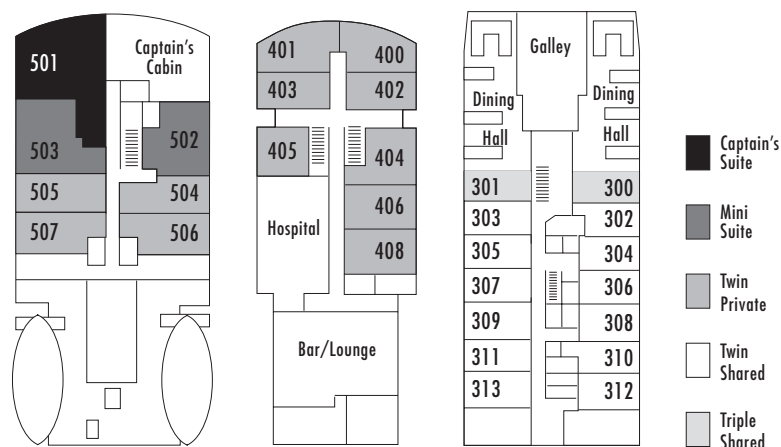 501
Captain's
Cabin
503
502
505
504
507
506
401
400
403
402
405
404
406
Hospital
408
Bar/Lounge
Galley
Dining
Hall
Dining
Hall
301
300
303
302
305
304
307
306
309
308
311
310
313
312
Captain's
Suite
Mini
Suite
Twin
Private
Twin
Shared
Triple
Shared